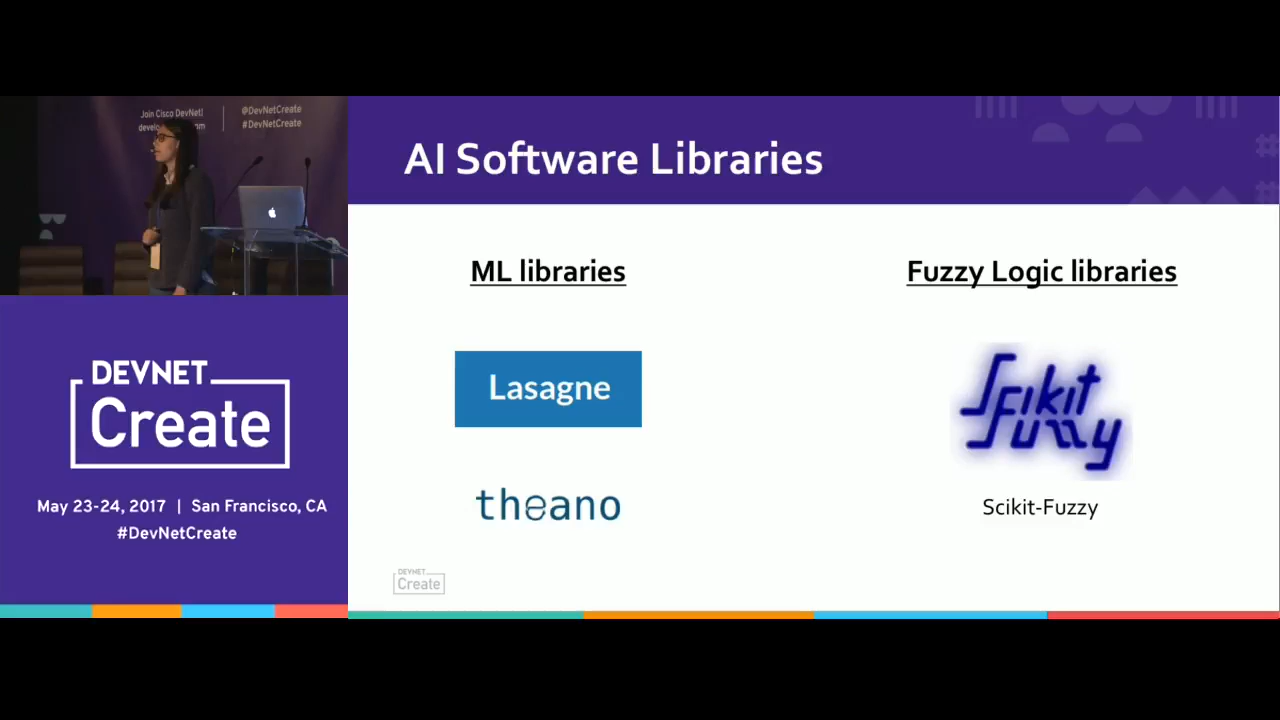 Join Cisco DevNet!
@DevNetCreate
#DevNetCreate
DEVNET
Create
May 23-24, 2017 | San Francisco, CA
#DevNetCreate
AI Software Libraries
ML libraries
Lasagne
theano
Fuzzy Logic libraries
Scikit
Fuzzy
Scikit-Fuzzy
DEVNET
Create